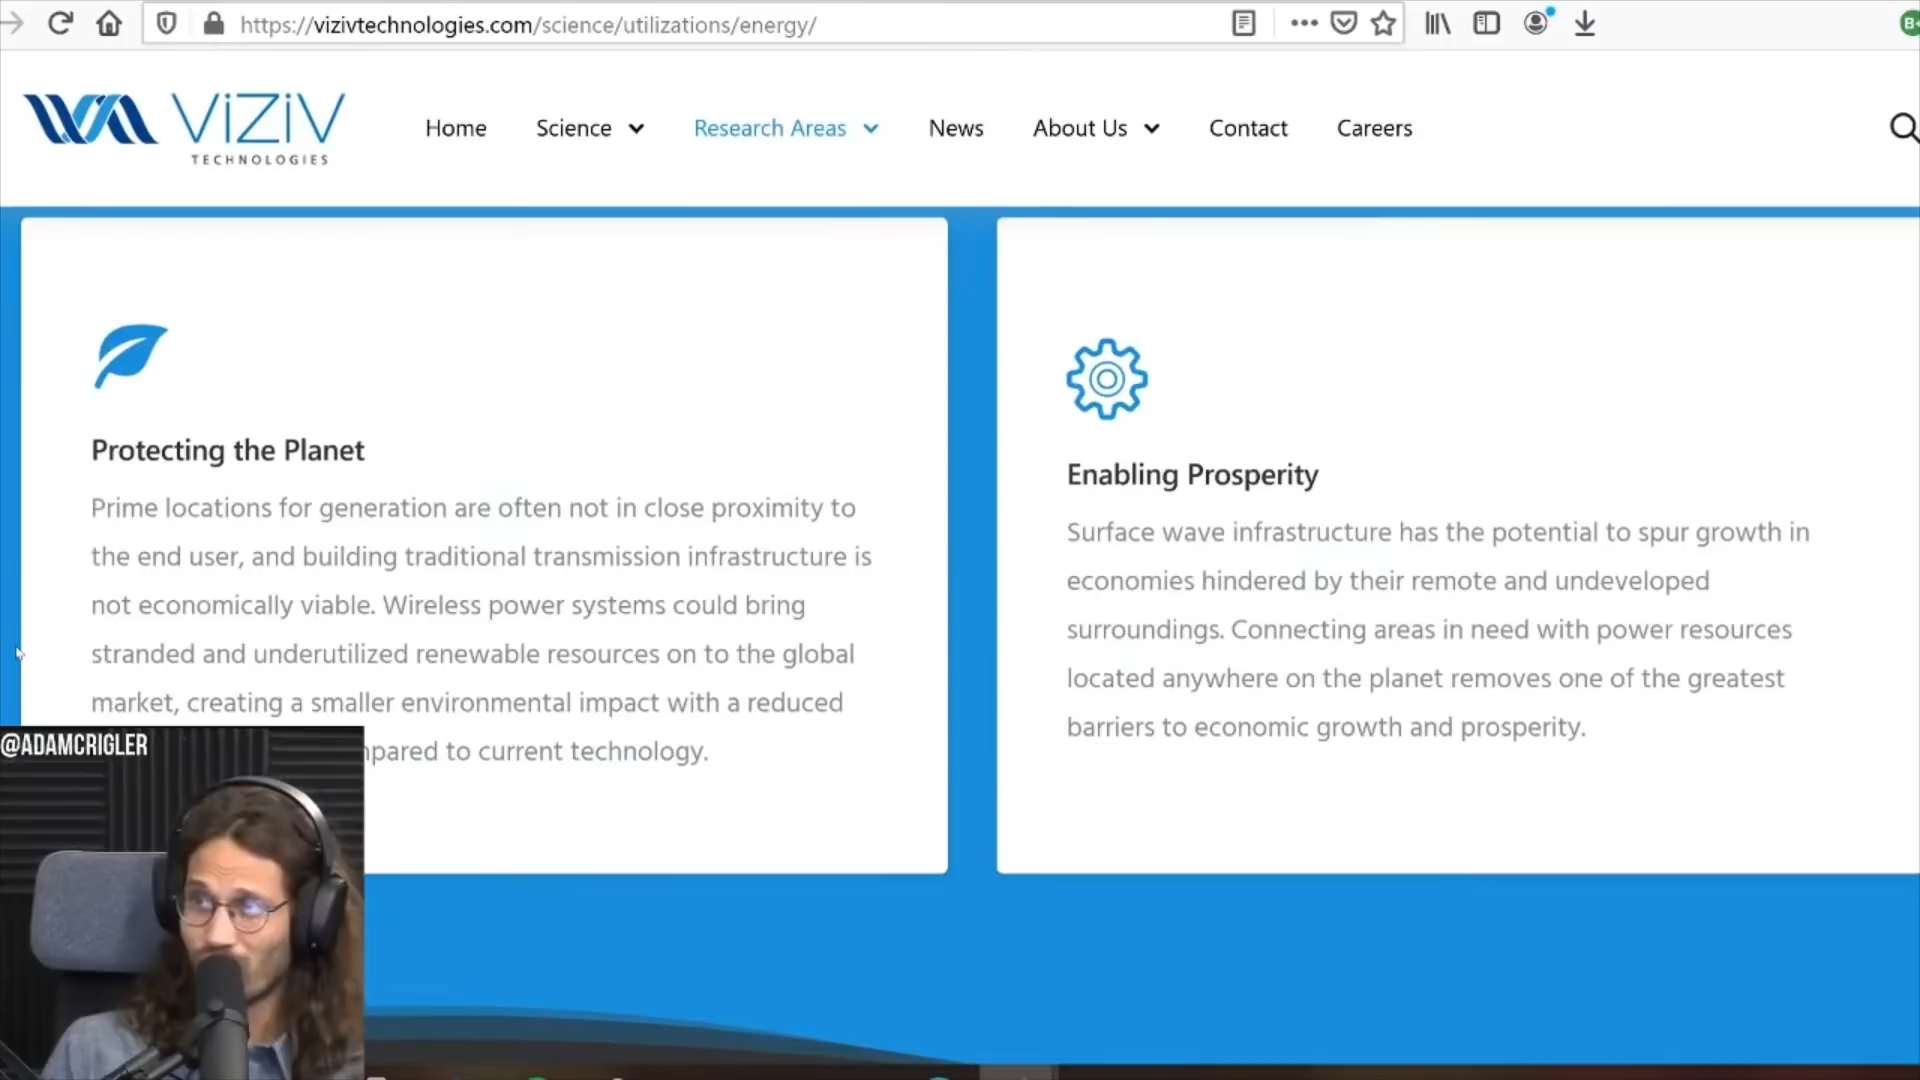 https://vizivtechnologies.com/science/utilizations/energy/
ViZiV
TECHNOLOGIES
Home
Science
Research Areas
News
About Us
Contact
Careers
Protecting the Planet
Prime locations for generation are often not in close proximity to
the end user, and building traditional transmission infrastructure is
not economically viable. Wireless power systems could bring
stranded and underutilized renewable resources on to the global
market, creating a smaller environmental impact with a reduced
compared to current technology.
Enabling Prosperity
Surface wave infrastructure has the potential to spur growth in
economies hindered by their remote and undeveloped
surroundings. Connecting areas in need with power resources
located anywhere on the planet removes one of the greatest
barriers to economic growth and prosperity.
@ADAMCRIGLER